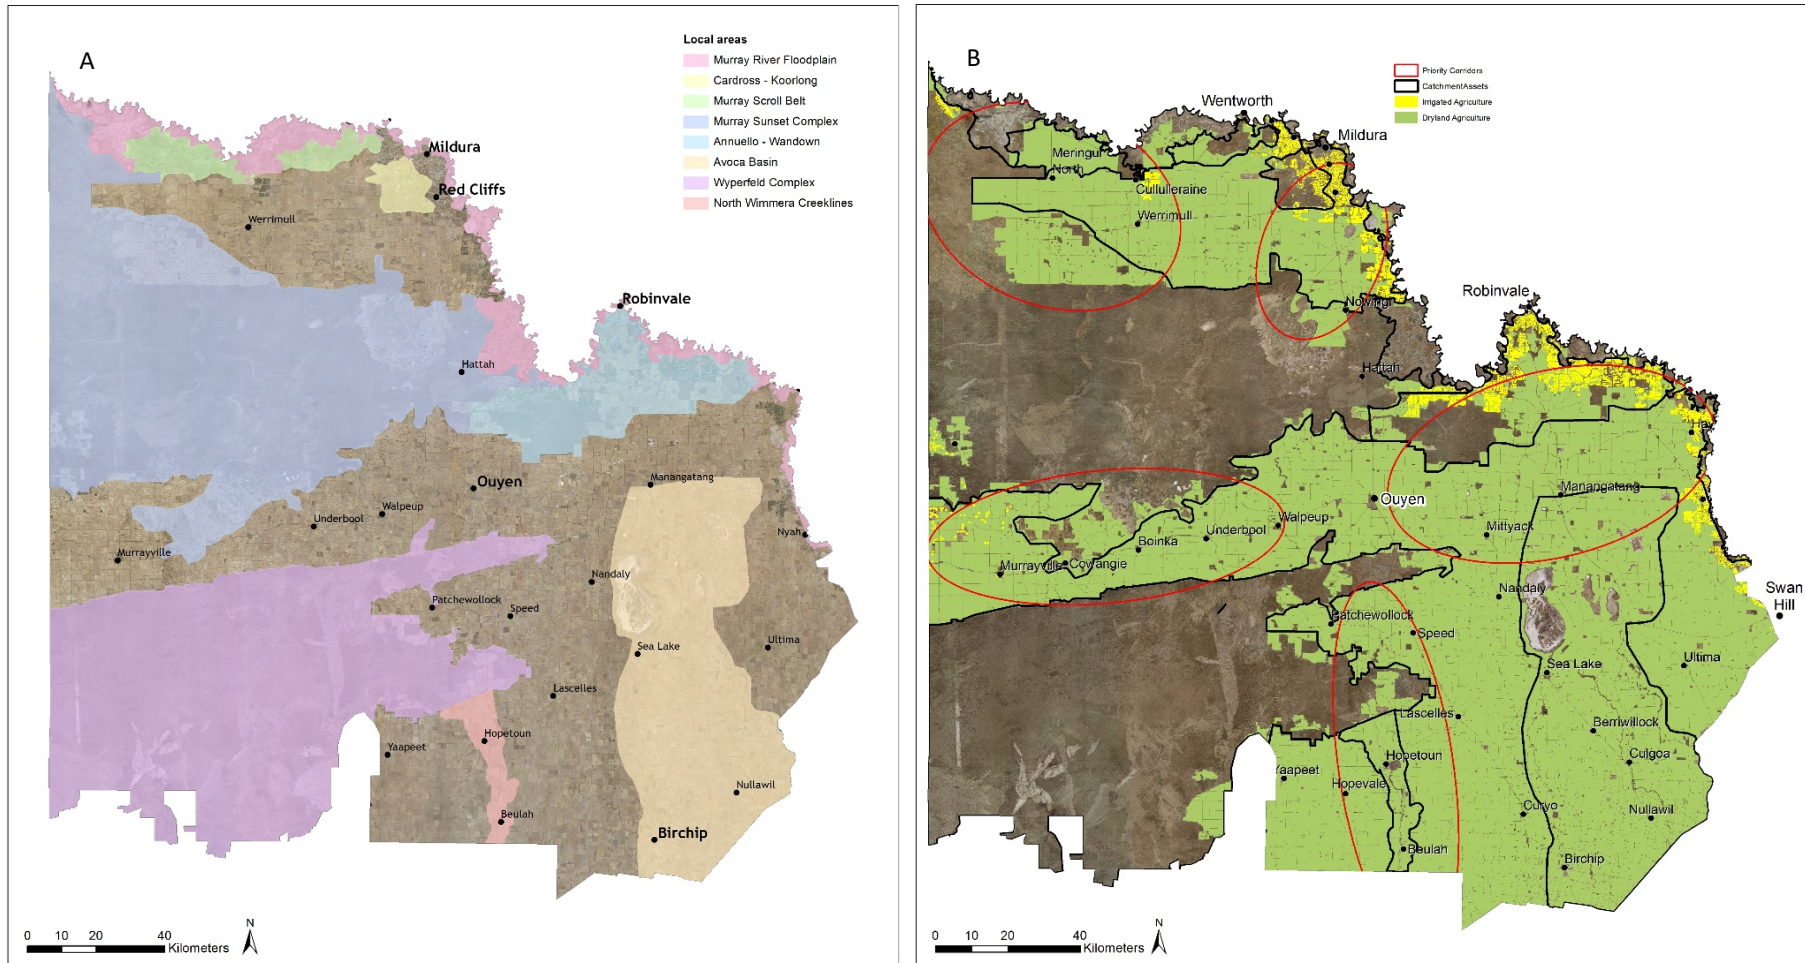 A
Local areas
Murray River Floodplain
Cardross - Koorlong
Murray Scroll Belt
Murray Sunset Complex
Annuello - Wandown
Avoca Basin
Wyperfeld Complex
North Wimmera Creeklines
Mildura
Red Cliffs
Werrimull
Robinvale
Hattah
Ouyen
Manangatang
Walpeup
Underbool
Nyah
Murrayville
Nandaly
Patchewollock
Speed
Ultima
Sea Lake
Lascelles
Hopetoun
Yaapeet
Nullawil
Beulah
Birchip
0 10 20 40
Kilometers
N
B
Priority Corridors
CatchmentAssets
Irrigated Agriculture
Dryland Agriculture
Wentworth
Mildura
Meringur
North
Cullulleraine
Werrimull
Robinvale
Nowingi
Hattah
Manangatang
Ouyen
Walpeup
Mittyack
Underbool
Boinka
Cowangie
Murrayville
Nandaly
Swan
Hill
Patchewollock
Speed
Sea Lake
Ultima
Lascelles
Berriwillock
Culgoa
Hopetoun
Yaapeet
Hopevale
Curyo
Nullawil
Beulah
Birchip
0 10 20 40
Kilometers
N